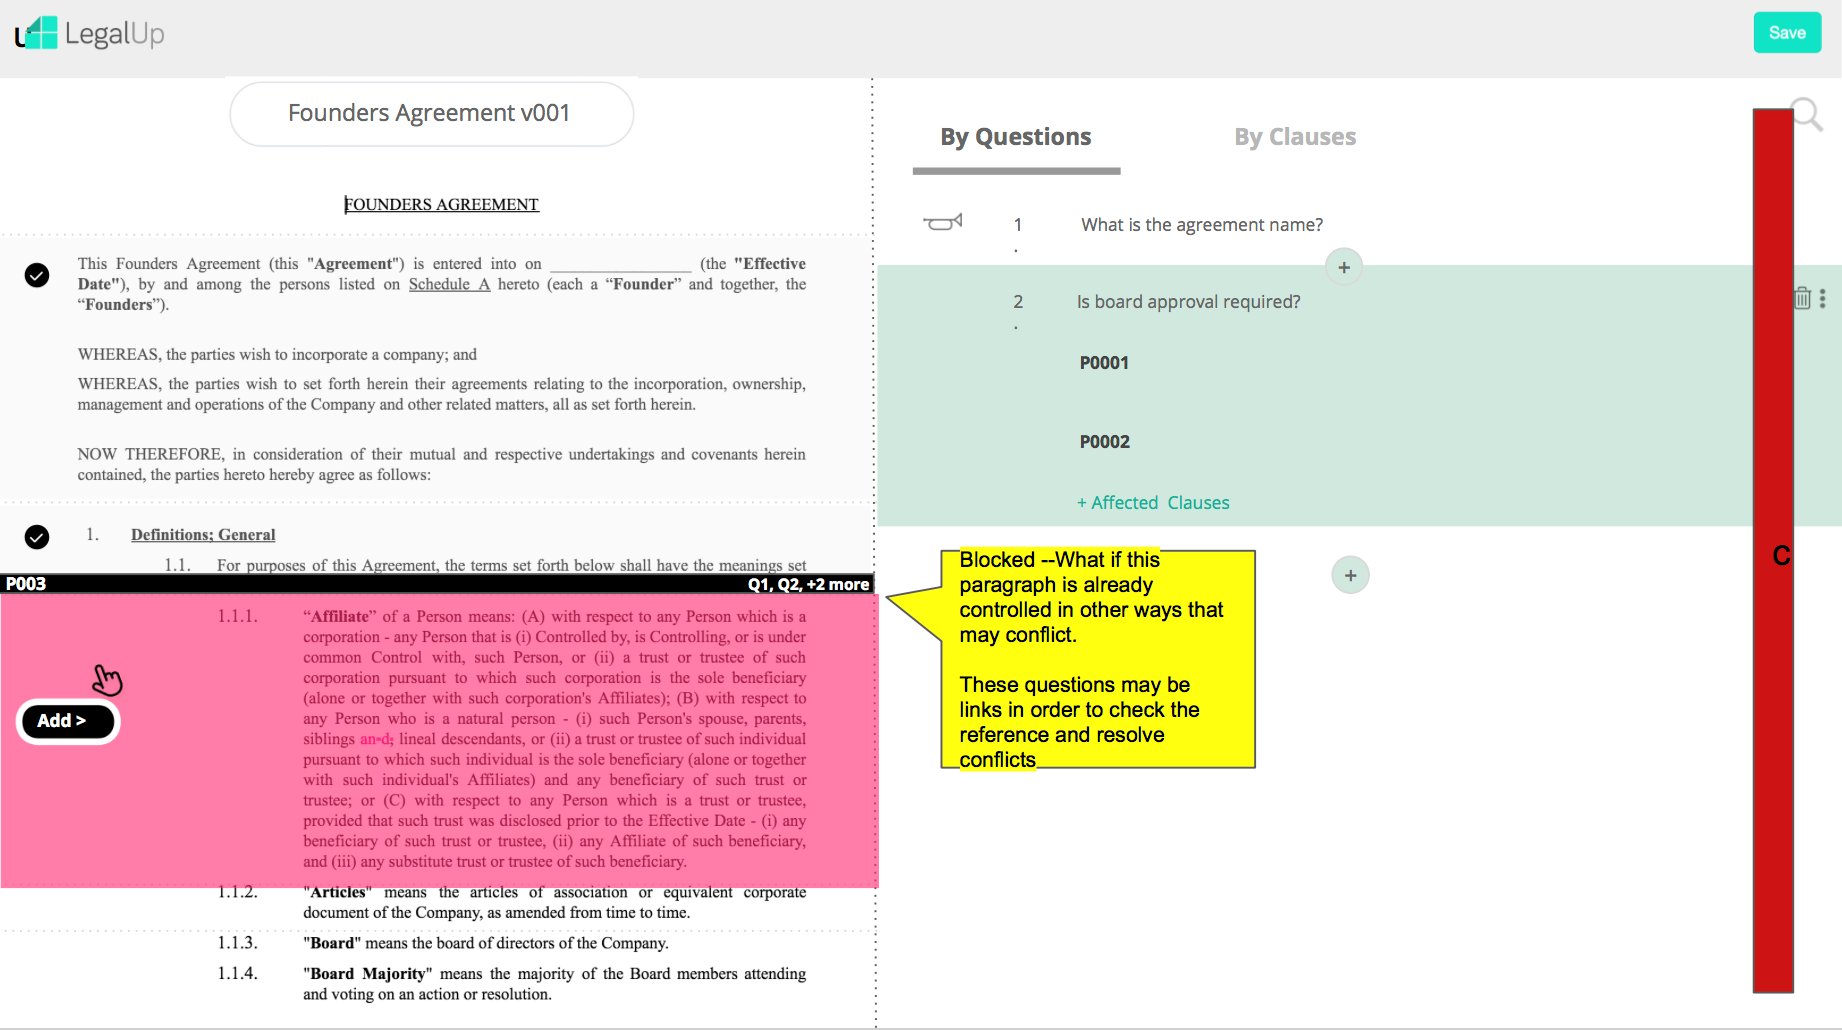 LegalUp
Save
Founders Agreement v001
FOUNDERS AGREEMENT
This Founders Agreement (this "Agreement") is entered into on ________________ (the "Effective
Date"), by and among the persons listed on Schedule A hereto (each a “Founder” and together, the
“Founders”).
WHEREAS, the parties wish to incorporate a company; and
WHEREAS, the parties wish to set forth herein their agreements relating to the incorporation, ownership,
management and operations of the Company and other related matters, all as set forth herein.
NOW THEREFORE, in consideration of their mutual and respective undertakings and covenants herein
contained, the parties hereto hereby agree as follows:
1. Definitions; General
1.1. For purposes of this Agreement, the terms set forth below shall have the meanings set
P003 Q1, Q2, +2 more
1.1.1. “Affiliate” of a Person means: (A) with respect to any Person which is a
corporation - any Person that is (i) Controlled by, is Controlling, or is under
common Control with, such Person, or (ii) a trust or trustee of such
corporation pursuant to which such corporation is the sole beneficiary
(alone or together with such corporation's Affiliates); (B) with respect to
any Person who is a natural person - (i) such Person's spouse, parents,
siblings and; lineal descendants, or (ii) a trust or trustee of such individual
pursuant to which such individual is the sole beneficiary (alone or together
with such individual's Affiliates) and any beneficiary of such trust or
trustee; or (C) with respect to any Person which is a trust or trustee,
provided that such trust was disclosed prior to the Effective Date - (i) any
beneficiary of such trust or trustee, (ii) any Affiliate of such beneficiary,
and (iii) any substitute trust or trustee of such beneficiary.
Add >
1.1.2. "Articles" means the articles of association or equivalent corporate
document of the Company, as amended from time to time.
1.1.3. "Board" means the board of directors of the Company.
1.1.4. "Board Majority" means the majority of the Board members attending
and voting on an action or resolution.
By Questions By Clauses
1 What is the agreement name?
.
+
2 Is board approval required?
.
P0001
P0002
+ Affected Clauses
+
Blocked --What if this
paragraph is already
controlled in other ways that
may conflict.
These questions may be
links in order to check the
reference and resolve
conflicts
C